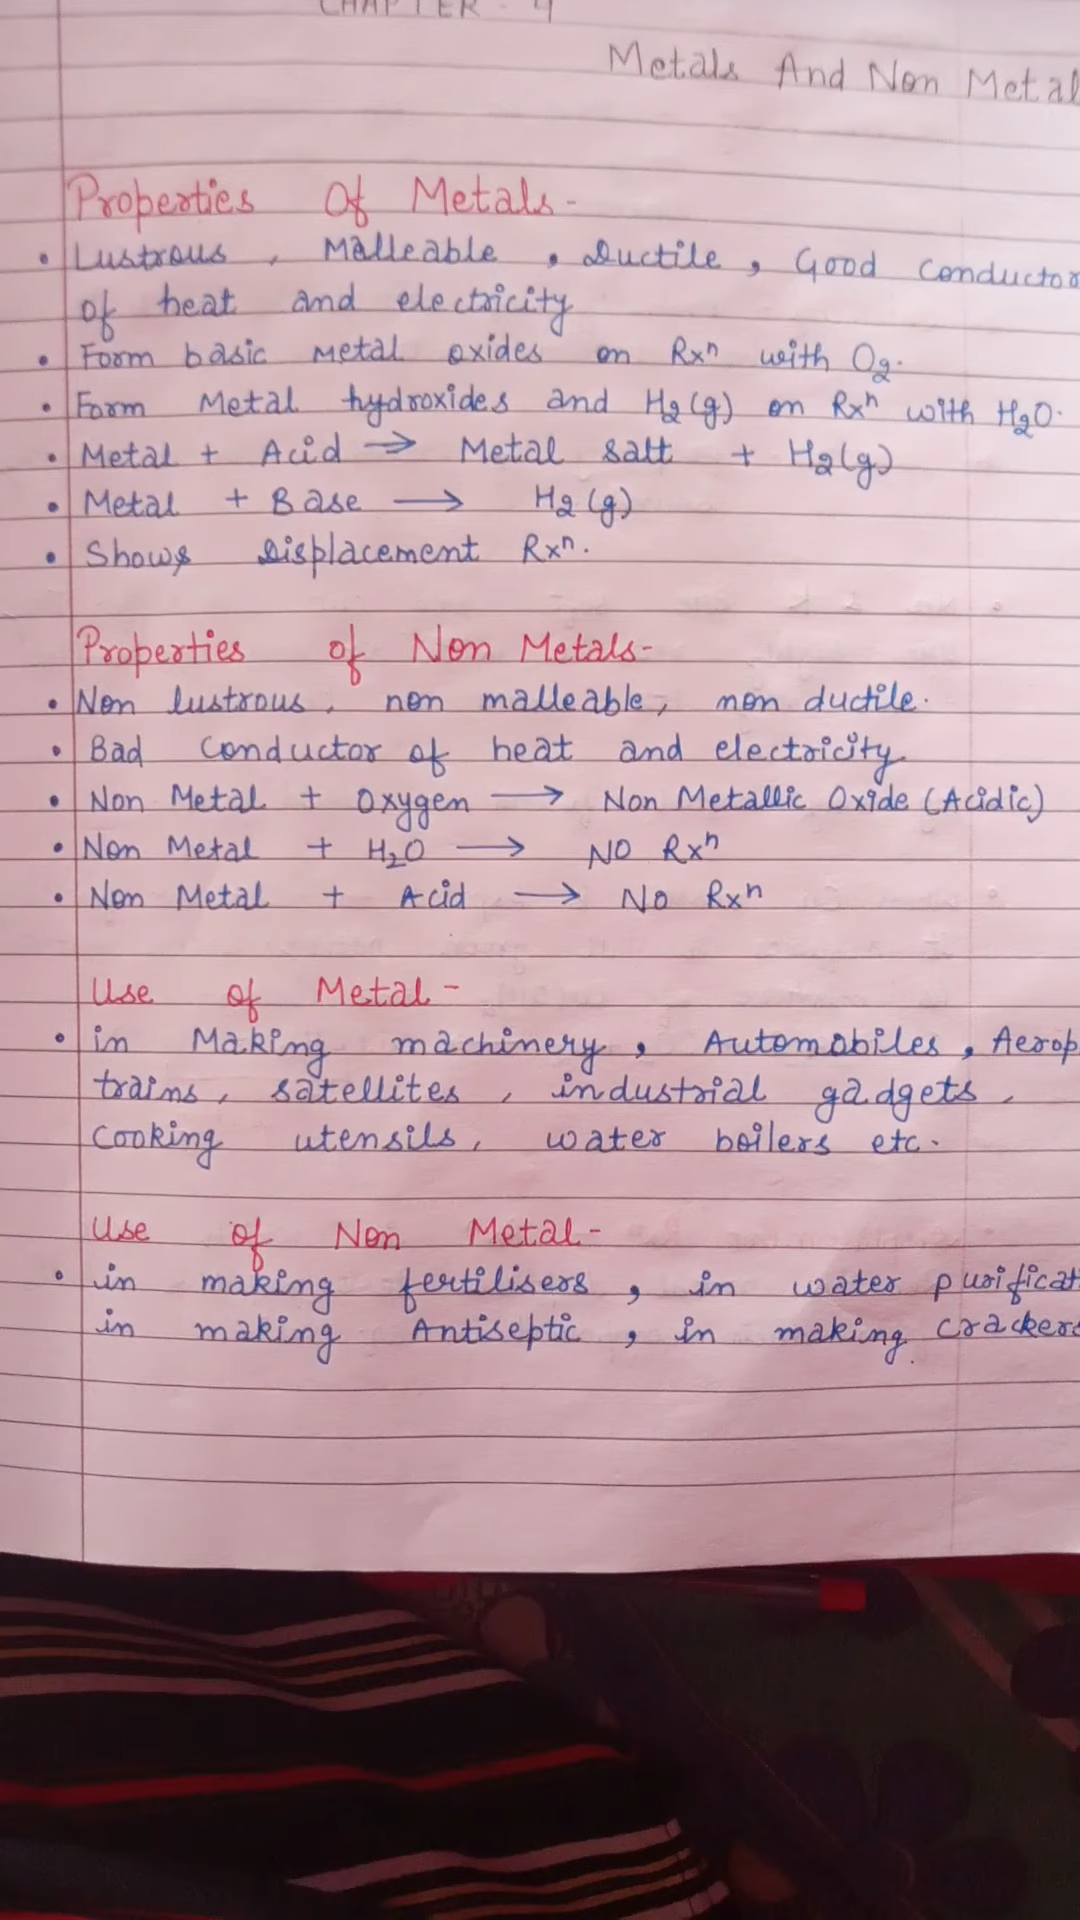 CHAPTER - 4
Metals And Non Metal
Properties Of Metals-
• Lustrous, Malleable, Ductile, Good Conductor
of heat and electricity
• Form basic metal oxides on Rxⁿ with O₂.
• Form Metal hydroxides and H₂(g) on Rxⁿ with H₂O.
• Metal + Acid → Metal salt + H₂(g)
• Metal + Base → H₂(g)
• Shows Displacement Rxⁿ.
Properties of Non Metals-
• Non lustrous, non malleable, non ductile.
• Bad Conductor of heat and electricity
• Non Metal + Oxygen → Non Metallic Oxide (Acidic)
• Non Metal + H₂O → NO Rxⁿ
• Non Metal + Acid → No Rxⁿ
Use of Metal-
• in Making machinery, Automobiles, Aerop
trains, satellites, industrial gadgets,
cooking utensils, water boilers etc.
Use of Non Metal-
• in making fertilisers, in water purificat
in making Antiseptic, in making crackers